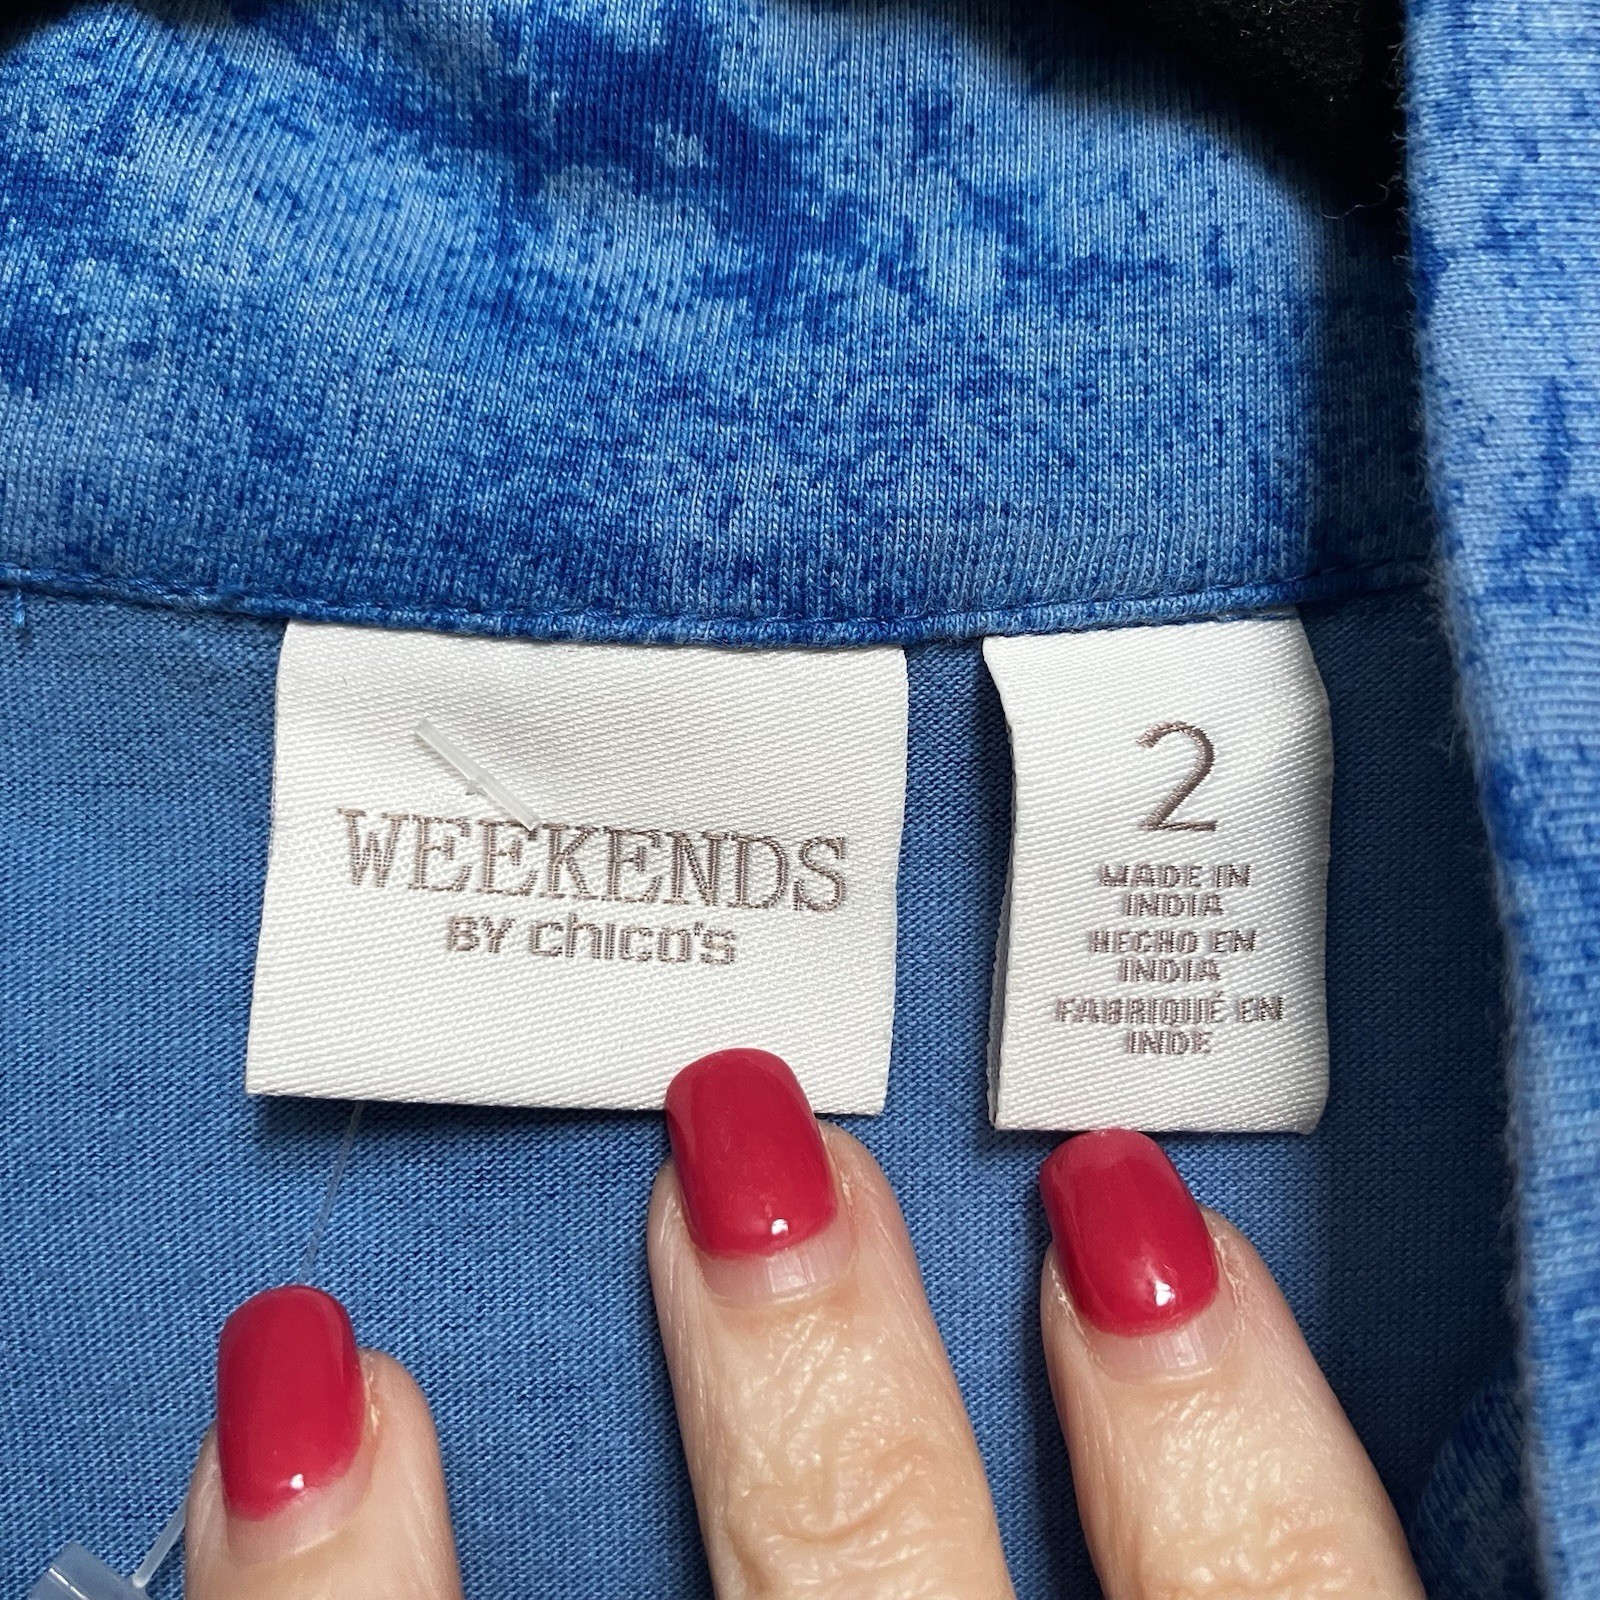 WEEKENDS
BY chico's
2
MADE IN
INDIA
HECHO EN
INDIA
FABRIQUÉ EN
INDE